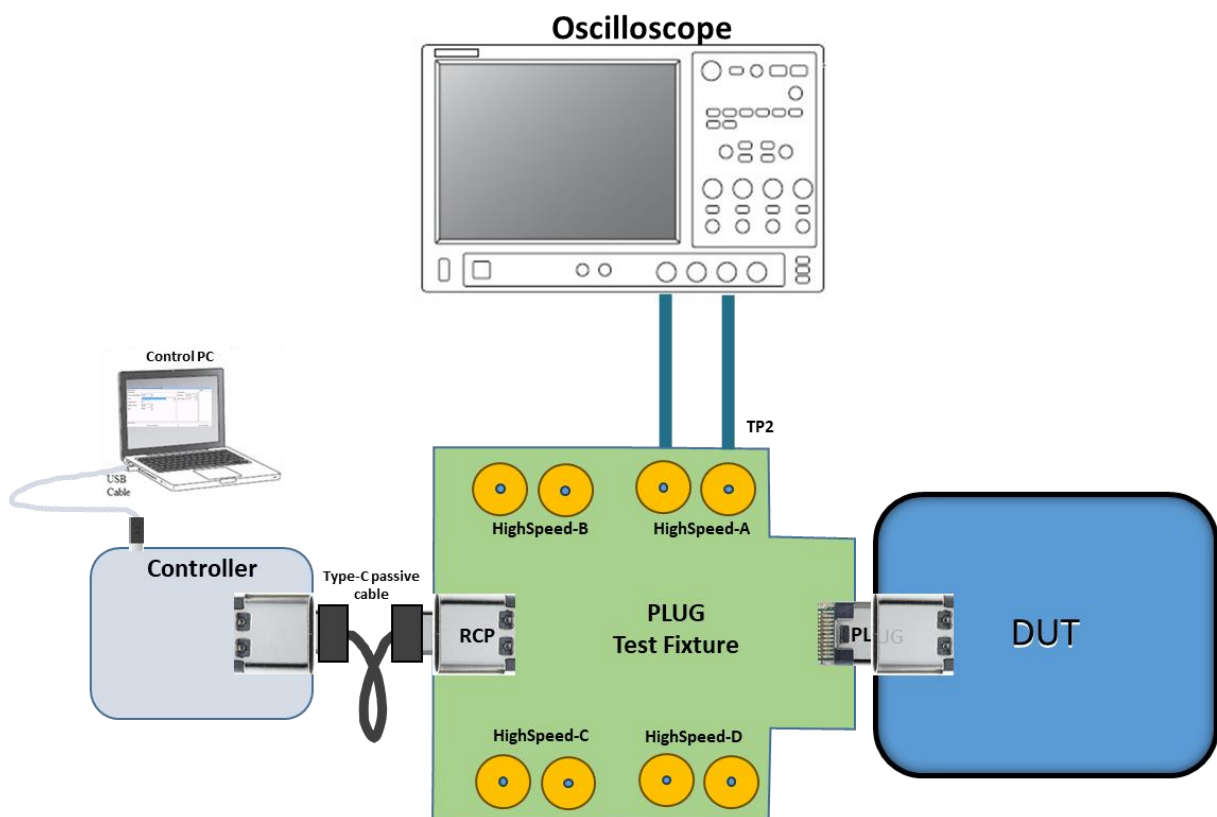 Oscilloscope
Control PC
USB
Cable
TP2
HighSpeed-B
HighSpeed-A
Controller
Type-C passive
cable
RCP
PLUG
Test Fixture
PLUG
DUT
HighSpeed-C
HighSpeed-D